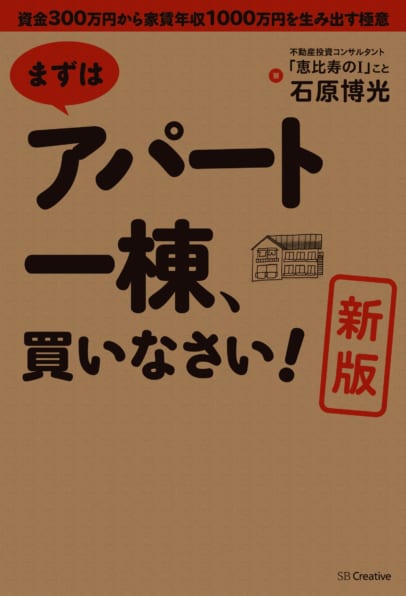 資金300万円から家賃年収1000万円を生み出す極意
まずは
不動産投資コンサルタント
「恵比寿のI」こと
著 石原博光
アパート
一棟、
買いなさい!
新版
SB Creative